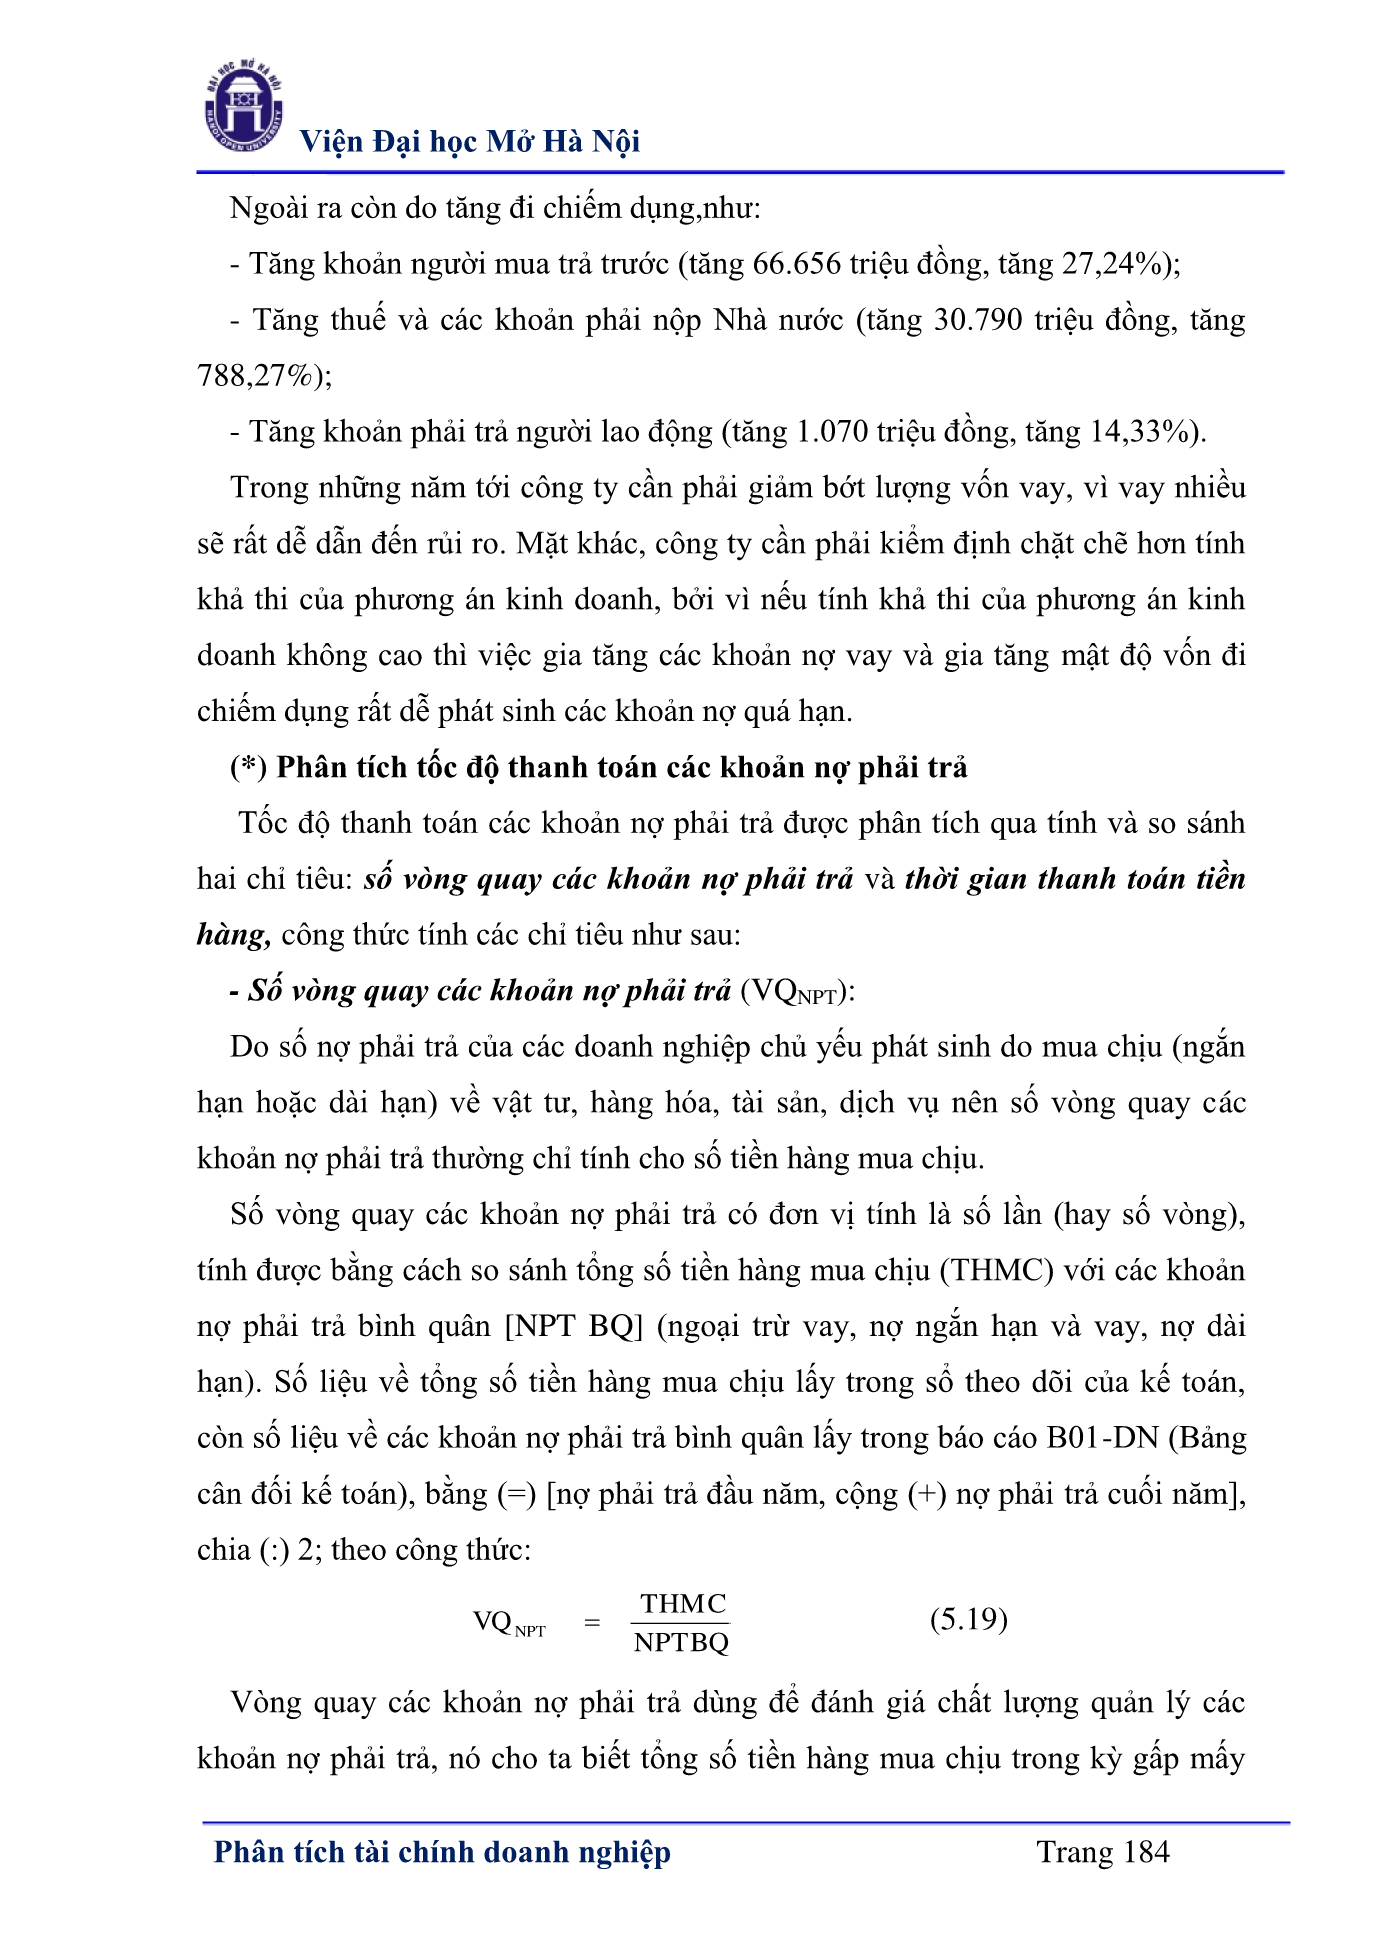 ĐẠI HỌC MỞ HÀ NỘI
HANOI OPEN UNIVERSITY
Viện Đại học Mở Hà Nội
Ngoài ra còn do tăng đi chiếm dụng,như:
- Tăng khoản người mua trả trước (tăng 66.656 triệu đồng, tăng 27,24%);
- Tăng thuế và các khoản phải nộp Nhà nước (tăng 30.790 triệu đồng, tăng
788,27%);
- Tăng khoản phải trả người lao động (tăng 1.070 triệu đồng, tăng 14,33%).
Trong những năm tới công ty cần phải giảm bớt lượng vốn vay, vì vay nhiều
sẽ rất dễ dẫn đến rủi ro. Mặt khác, công ty cần phải kiểm định chặt chẽ hơn tính
khả thi của phương án kinh doanh, bởi vì nếu tính khả thi của phương án kinh
doanh không cao thì việc gia tăng các khoản nợ vay và gia tăng mật độ vốn đi
chiếm dụng rất dễ phát sinh các khoản nợ quá hạn.
(*) Phân tích tốc độ thanh toán các khoản nợ phải trả
Tốc độ thanh toán các khoản nợ phải trả được phân tích qua tính và so sánh
hai chỉ tiêu: số vòng quay các khoản nợ phải trả và thời gian thanh toán tiền
hàng, công thức tính các chỉ tiêu như sau:
- Số vòng quay các khoản nợ phải trả (VQNPT):
Do số nợ phải trả của các doanh nghiệp chủ yếu phát sinh do mua chịu (ngắn
hạn hoặc dài hạn) về vật tư, hàng hóa, tài sản, dịch vụ nên số vòng quay các
khoản nợ phải trả thường chỉ tính cho số tiền hàng mua chịu.
Số vòng quay các khoản nợ phải trả có đơn vị tính là số lần (hay số vòng),
tính được bằng cách so sánh tổng số tiền hàng mua chịu (THMC) với các khoản
nợ phải trả bình quân [NPT BQ] (ngoại trừ vay, nợ ngắn hạn và vay, nợ dài
hạn). Số liệu về tổng số tiền hàng mua chịu lấy trong sổ theo dõi của kế toán,
còn số liệu về các khoản nợ phải trả bình quân lấy trong báo cáo B01-DN (Bảng
cân đối kế toán), bằng (=) [nợ phải trả đầu năm, cộng (+) nợ phải trả cuối năm],
chia (:) 2; theo công thức:
THMC
VQNPT = (5.19)
NPTBQ
Vòng quay các khoản nợ phải trả dùng để đánh giá chất lượng quản lý các
khoản nợ phải trả, nó cho ta biết tổng số tiền hàng mua chịu trong kỳ gấp mấy
Phân tích tài chính doanh nghiệp Trang 184